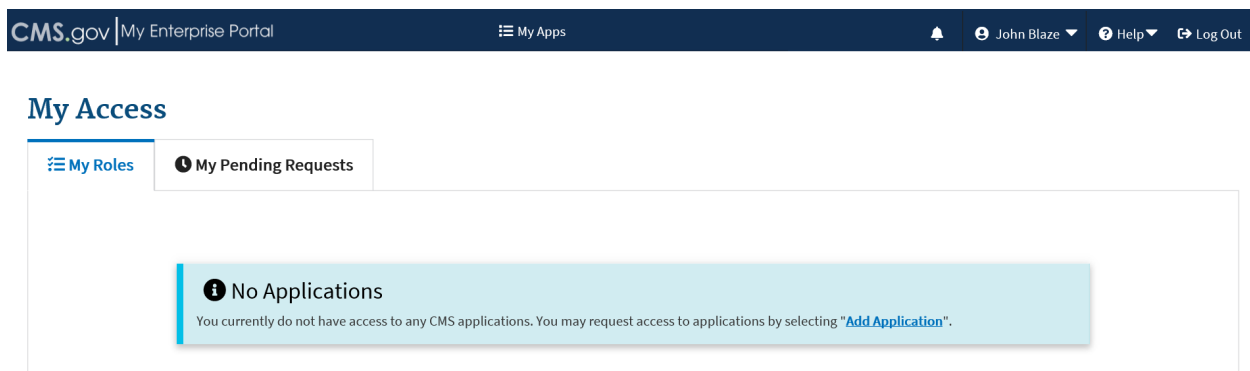 CMS.gov | My Enterprise Portal My Apps John Blaze Help Log Out
My Access
My Roles My Pending Requests
No Applications
You currently do not have access to any CMS applications. You may request access to applications by selecting "Add Application".